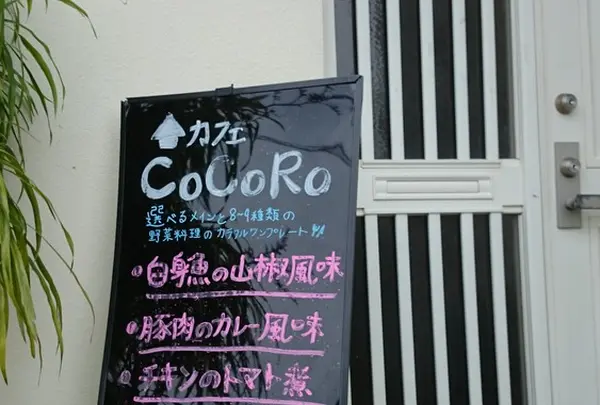 カフェ
CoCoRo
選べるメインと8~9種類の
野菜料理のカラフルワンプレート
●白身魚の山椒風味
●豚肉のカレー風味
●チキンのトマト煮